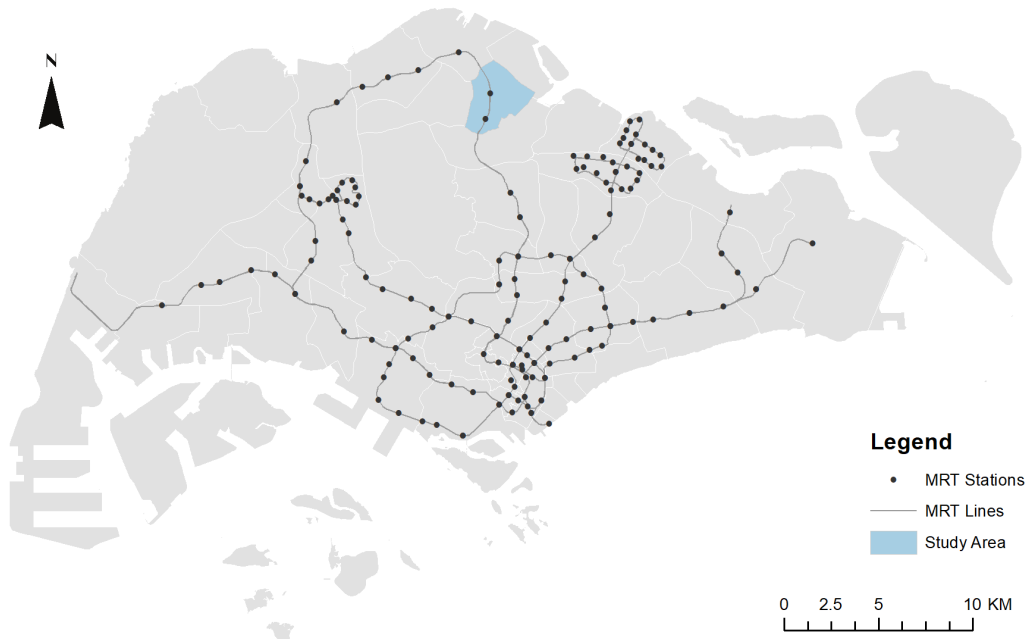 N
Legend
MRT Stations
MRT Lines
Study Area
0 2.5 5 10 KM